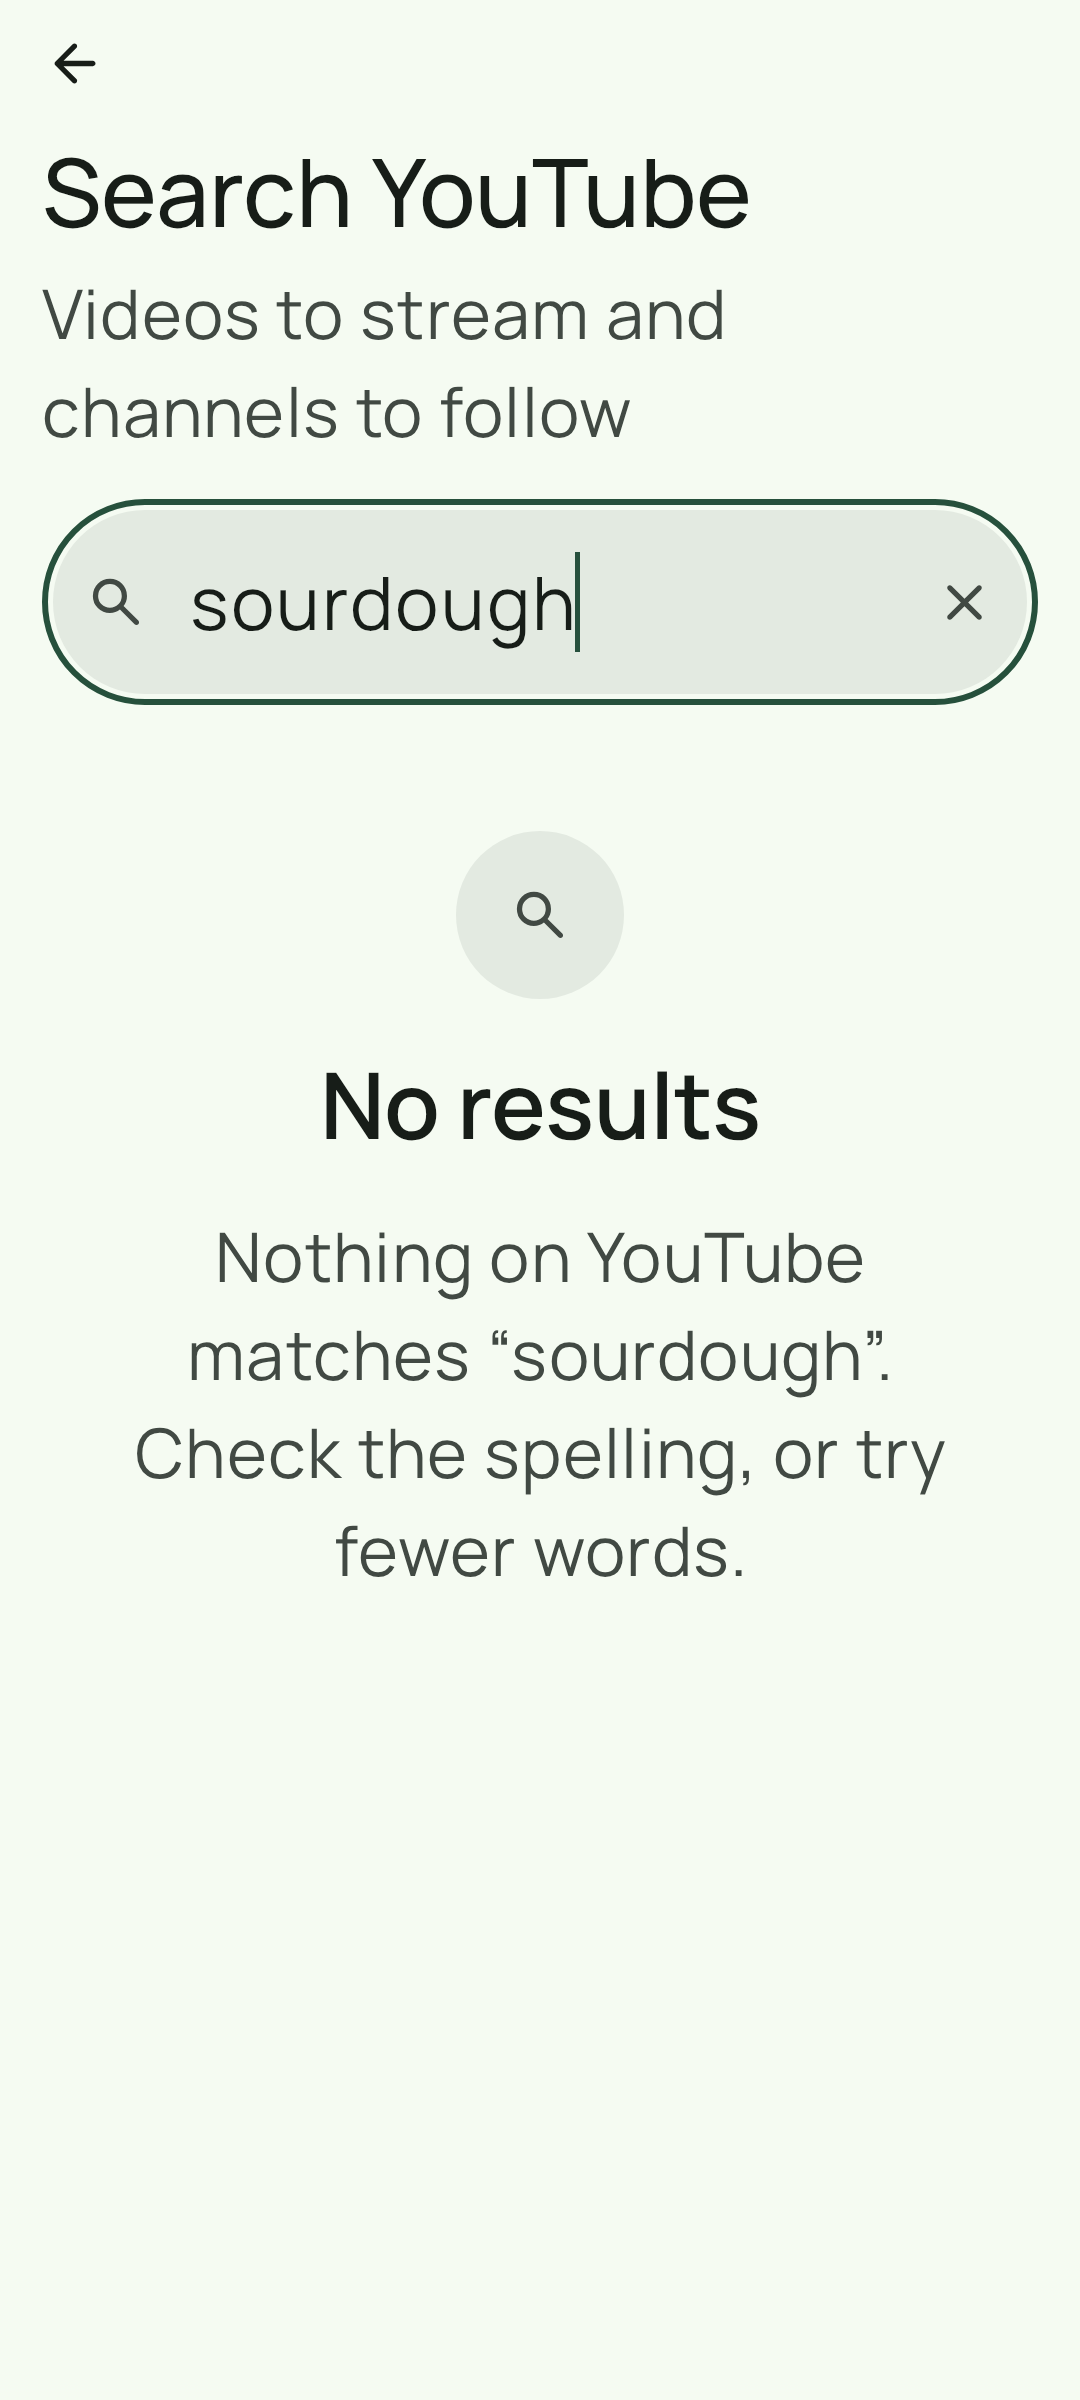 Search YouTube
Videos to stream and
channels to follow
sourdough
No results
Nothing on YouTube
matches “sourdough”.
Check the spelling, or try
fewer words.